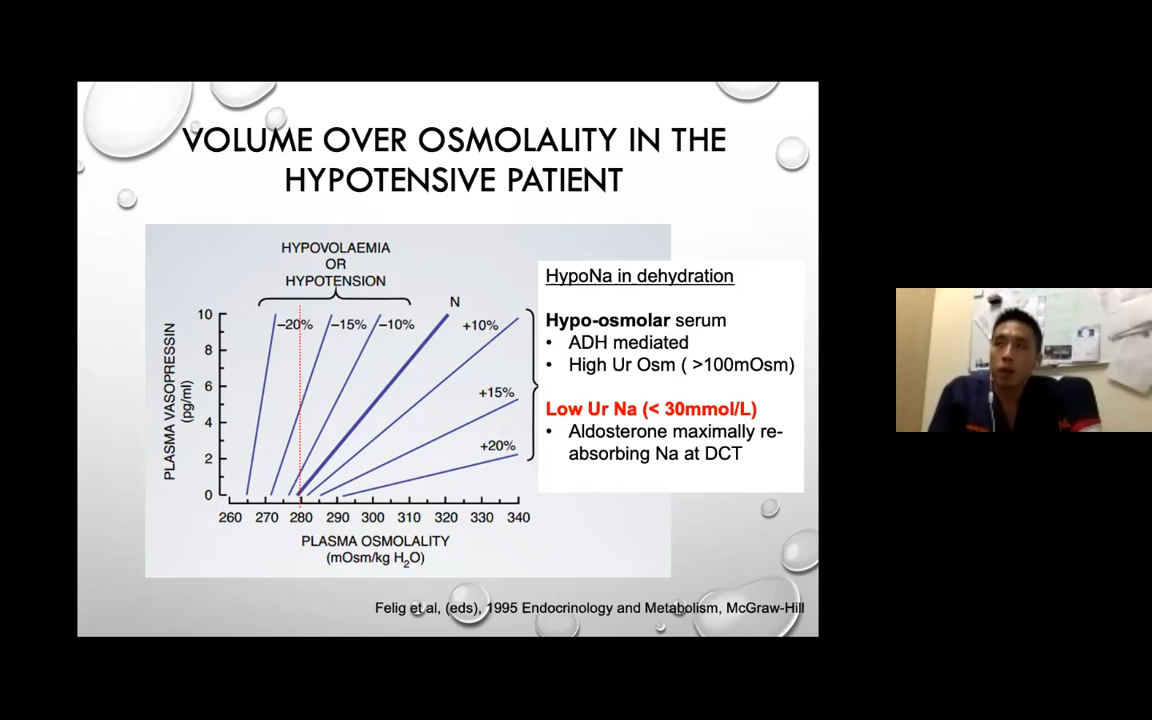 VOLUME OVER OSMOLALITY IN THE
HYPOTENSIVE PATIENT
HYPOVOLAEMIA
OR
HYPOTENSION
N
–20%
–15%
–10%
+10%
+15%
+20%
PLASMA VASOPRESSIN
(pg/ml)
10
8
6
4
2
0
260 270 280 290 300 310 320 330 340
PLASMA OSMOLALITY
(mOsm/kg H₂O)
HypoNa in dehydration
Hypo-osmolar serum
• ADH mediated
• High Ur Osm ( >100mOsm)
Low Ur Na (< 30mmol/L)
• Aldosterone maximally re-
absorbing Na at DCT
Felig et al, (eds), 1995 Endocrinology and Metabolism, McGraw-Hill